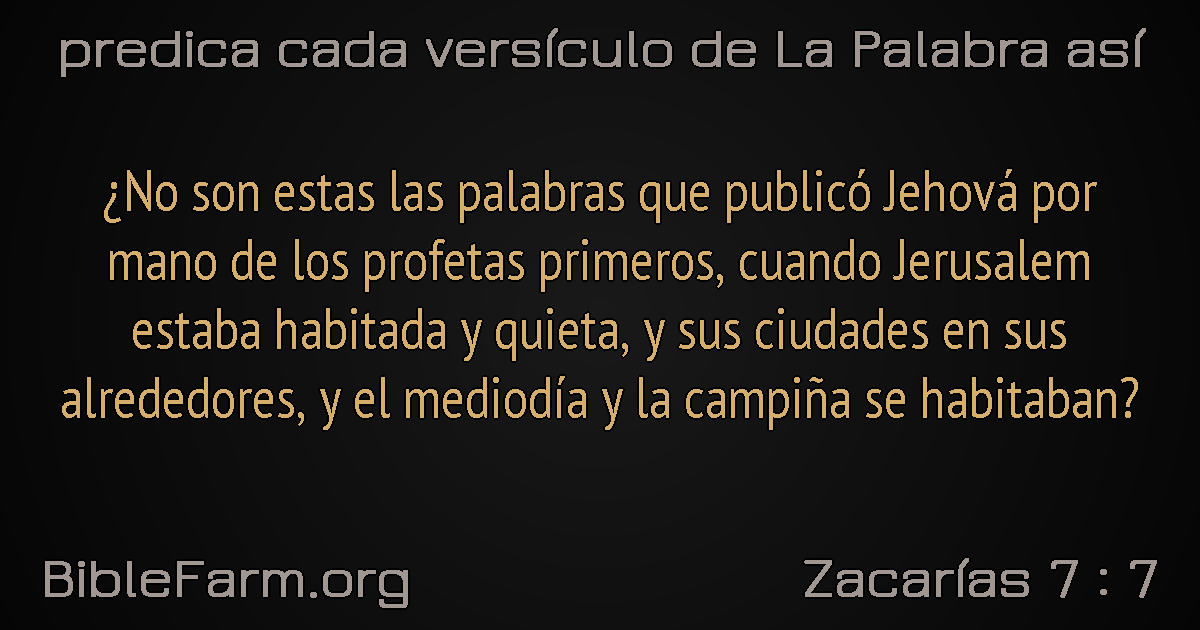 predica cada versículo de La Palabra así
¿No son estas las palabras que publicó Jehová por
mano de los profetas primeros, cuando Jerusalem
estaba habitada y quieta, y sus ciudades en sus
alrededores, y el mediodía y la campiña se habitaban?
BibleFarm.org
Zacarías 7 : 7